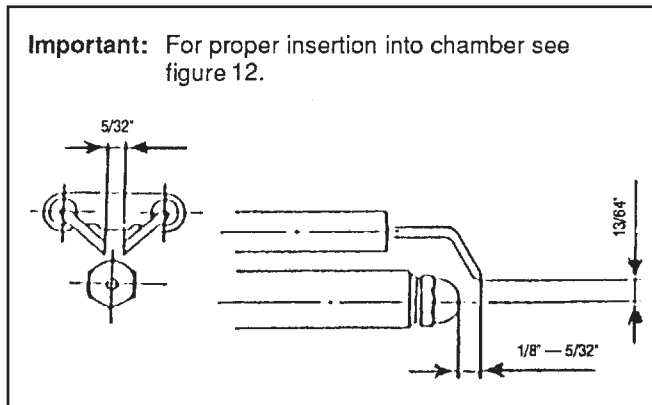 Important: For proper insertion into chamber see
figure 12.
5/32"
13/64"
1/8" — 5/32"